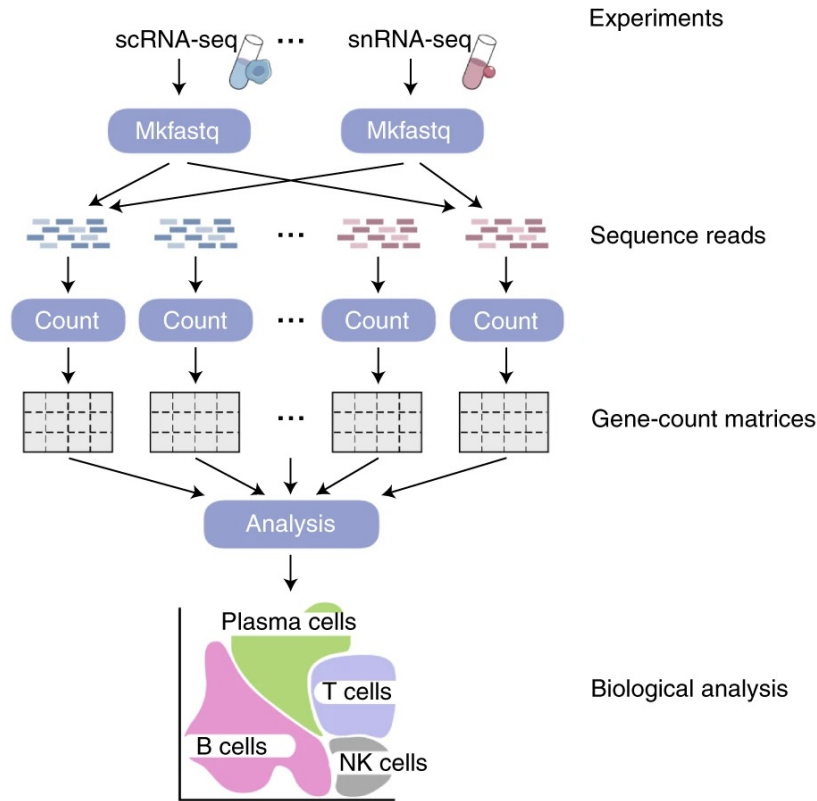 Experiments
scRNA-seq ... snRNA-seq
Mkfastq Mkfastq
... Sequence reads
Count Count ... Count Count
... Gene-count matrices
Analysis
Plasma cells
T cells
Biological analysis
B cells
NK cells